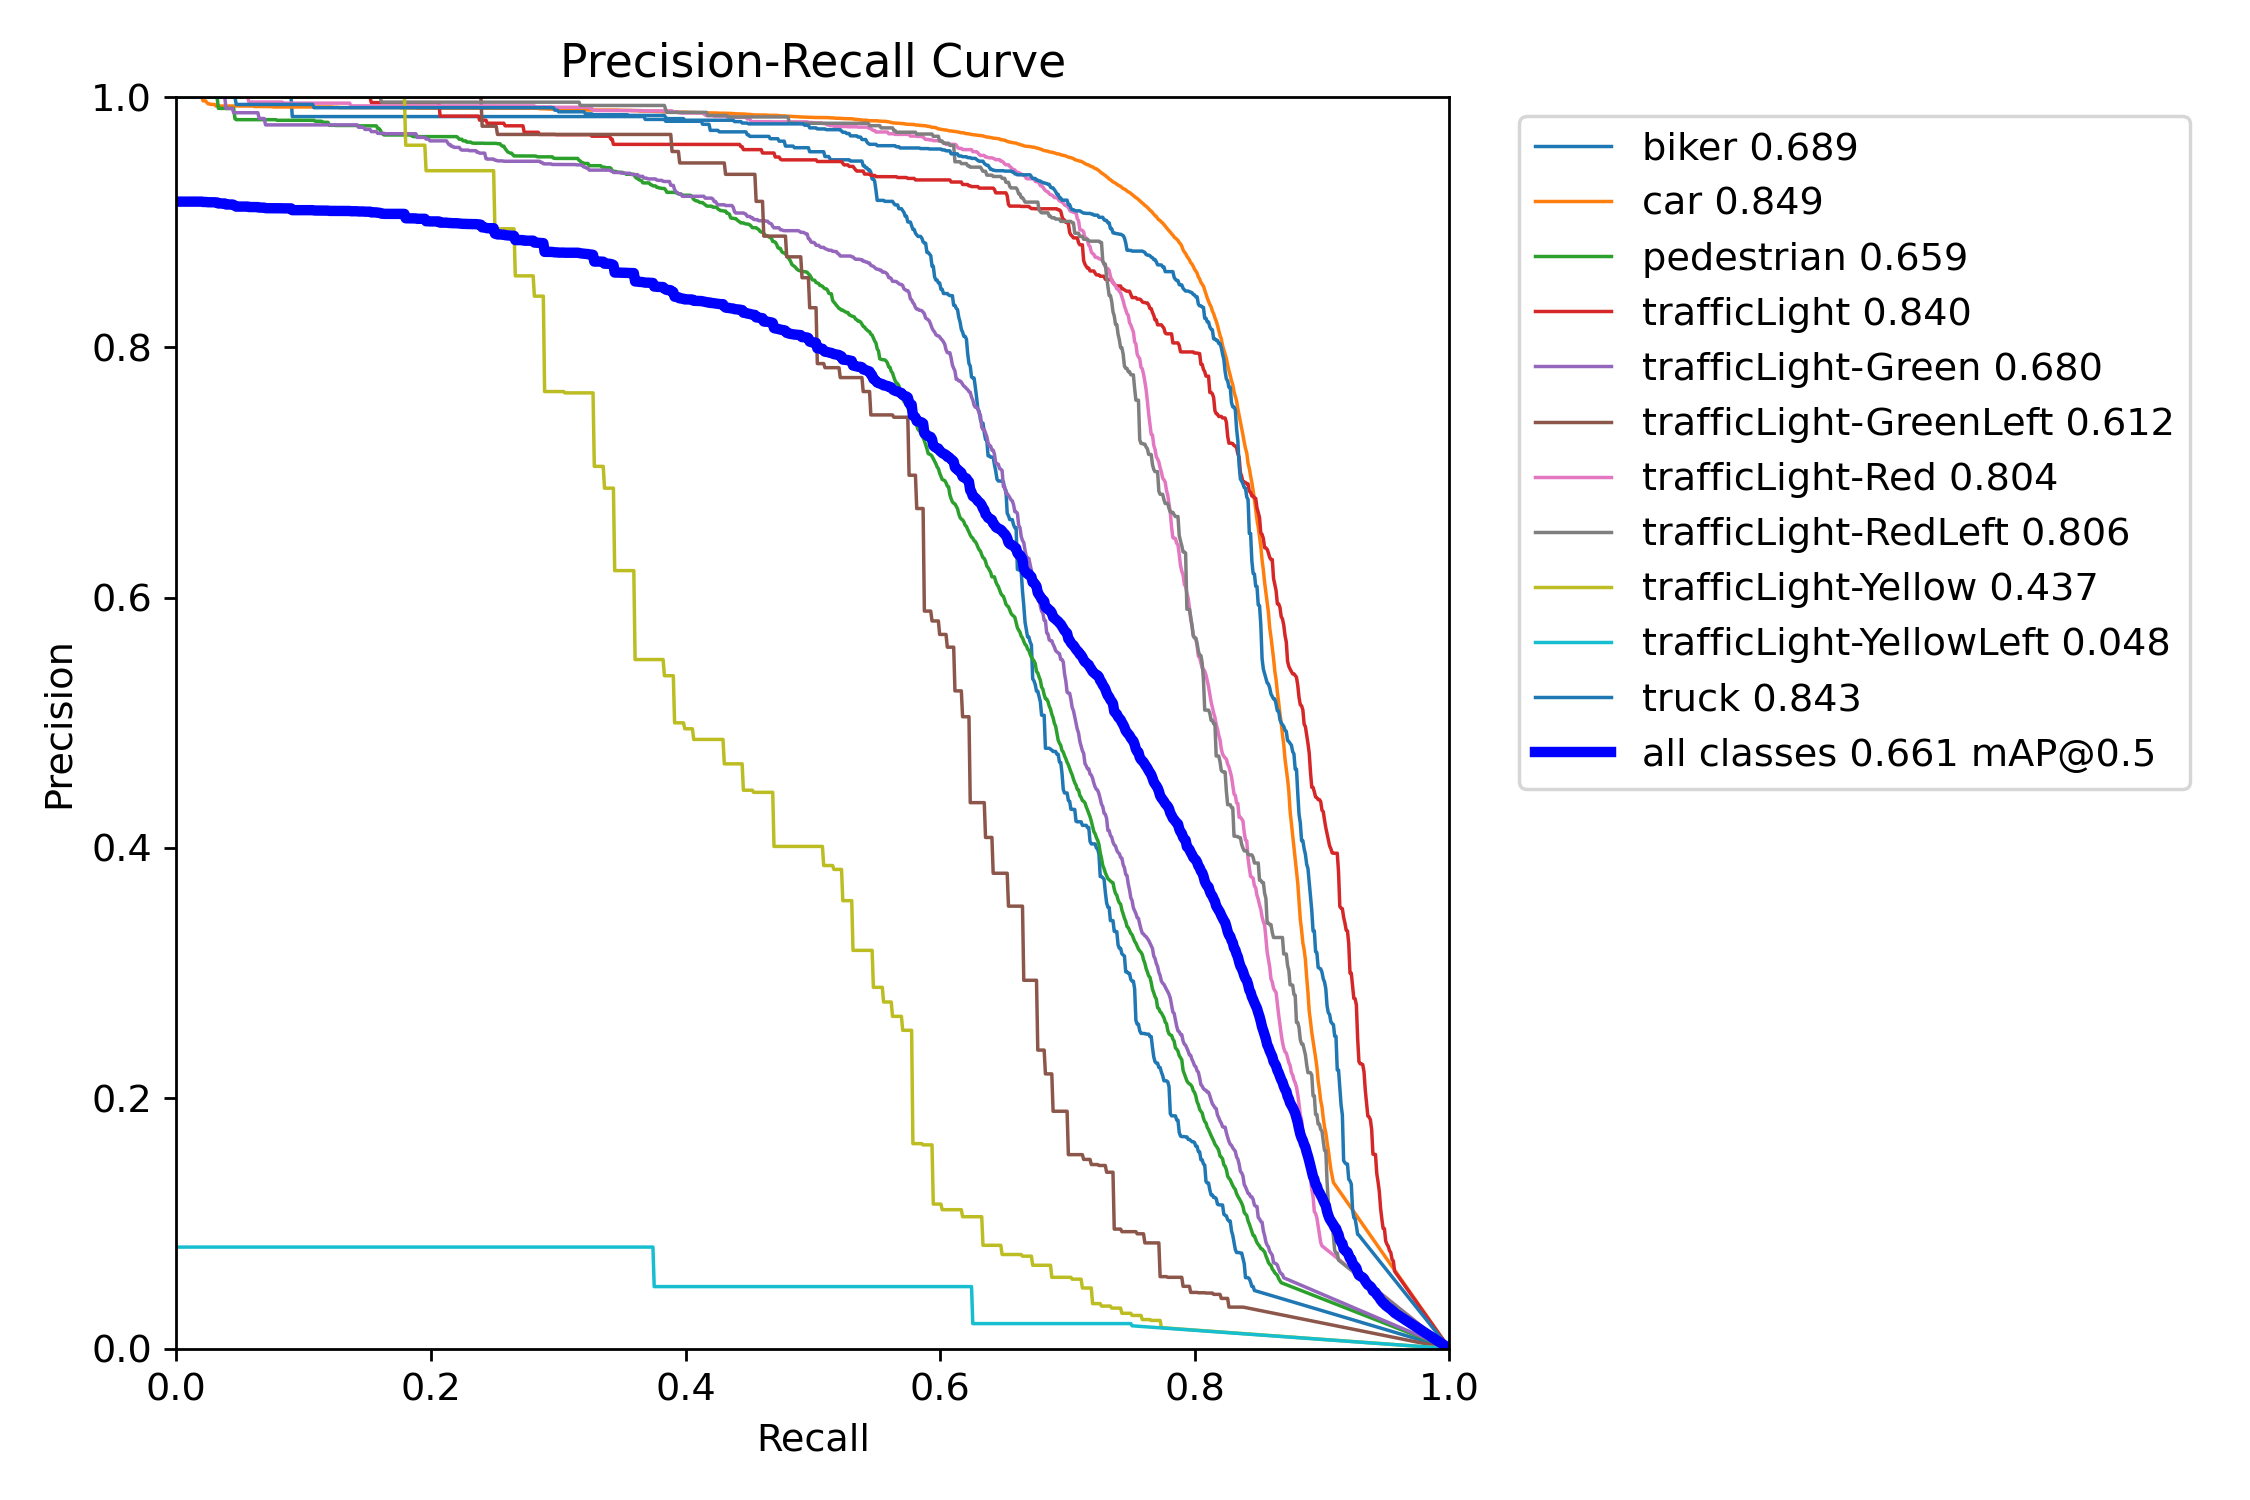 Precision-Recall Curve
1.0
0.8
0.6
0.4
0.2
0.0
Precision
0.0 0.2 0.4 0.6 0.8 1.0
Recall
biker 0.689
car 0.849
pedestrian 0.659
trafficLight 0.840
trafficLight-Green 0.680
trafficLight-GreenLeft 0.612
trafficLight-Red 0.804
trafficLight-RedLeft 0.806
trafficLight-Yellow 0.437
trafficLight-YellowLeft 0.048
truck 0.843
all classes 0.661 mAP@0.5